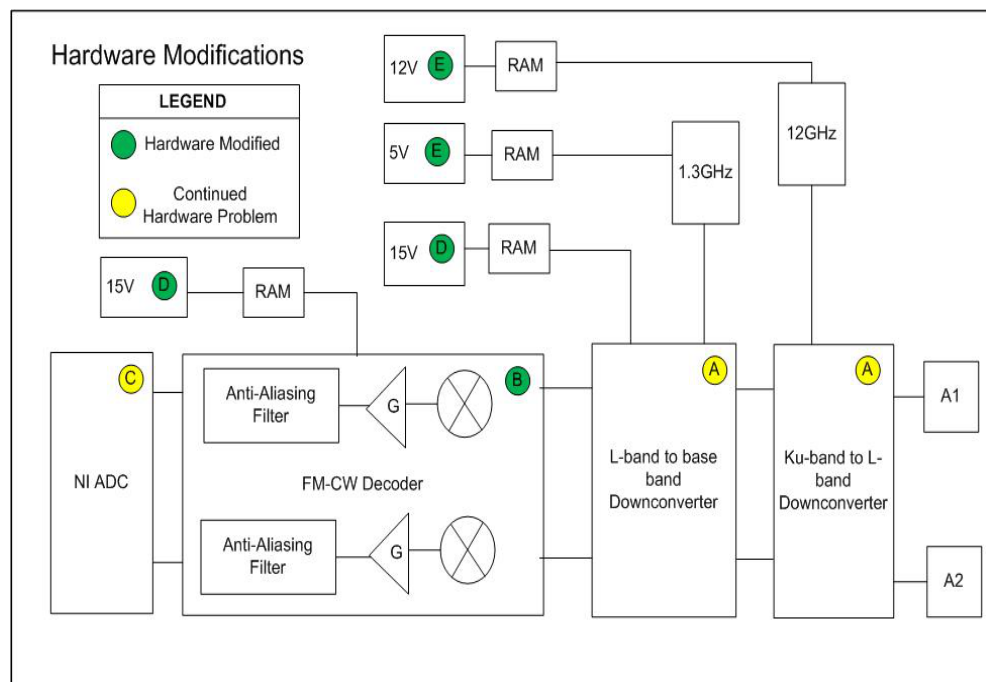 Hardware Modifications
LEGEND
Hardware Modified
Continued
Hardware Problem
12V
E
RAM
12GHz
5V
E
RAM
1.3GHz
15V
D
RAM
15V
D
RAM
NI ADC
C
Anti-Aliasing
Filter
G
B
FM-CW Decoder
Anti-Aliasing
Filter
G
A
L-band to base
band
Downconverter
A
Ku-band to L-
band
Downconverter
A1
A2